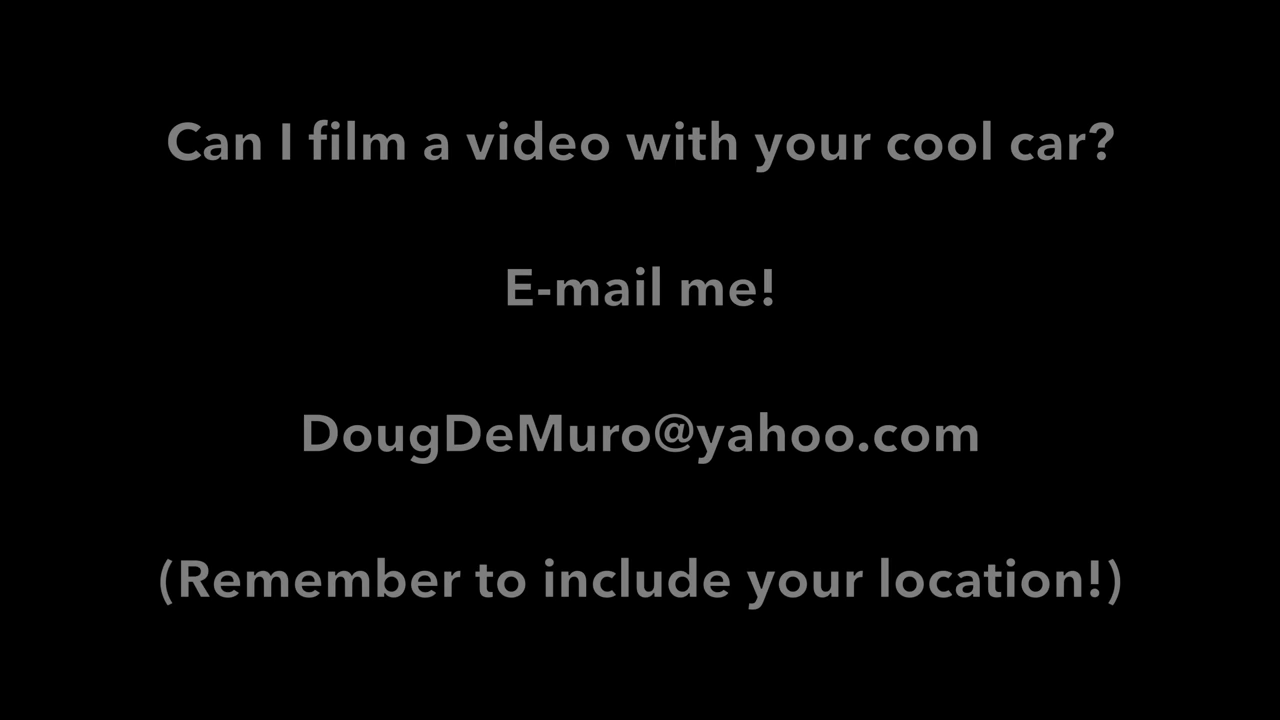 Can I film a video with your cool car?
E-mail me!
DougDeMuro@yahoo.com
(Remember to include your location!)